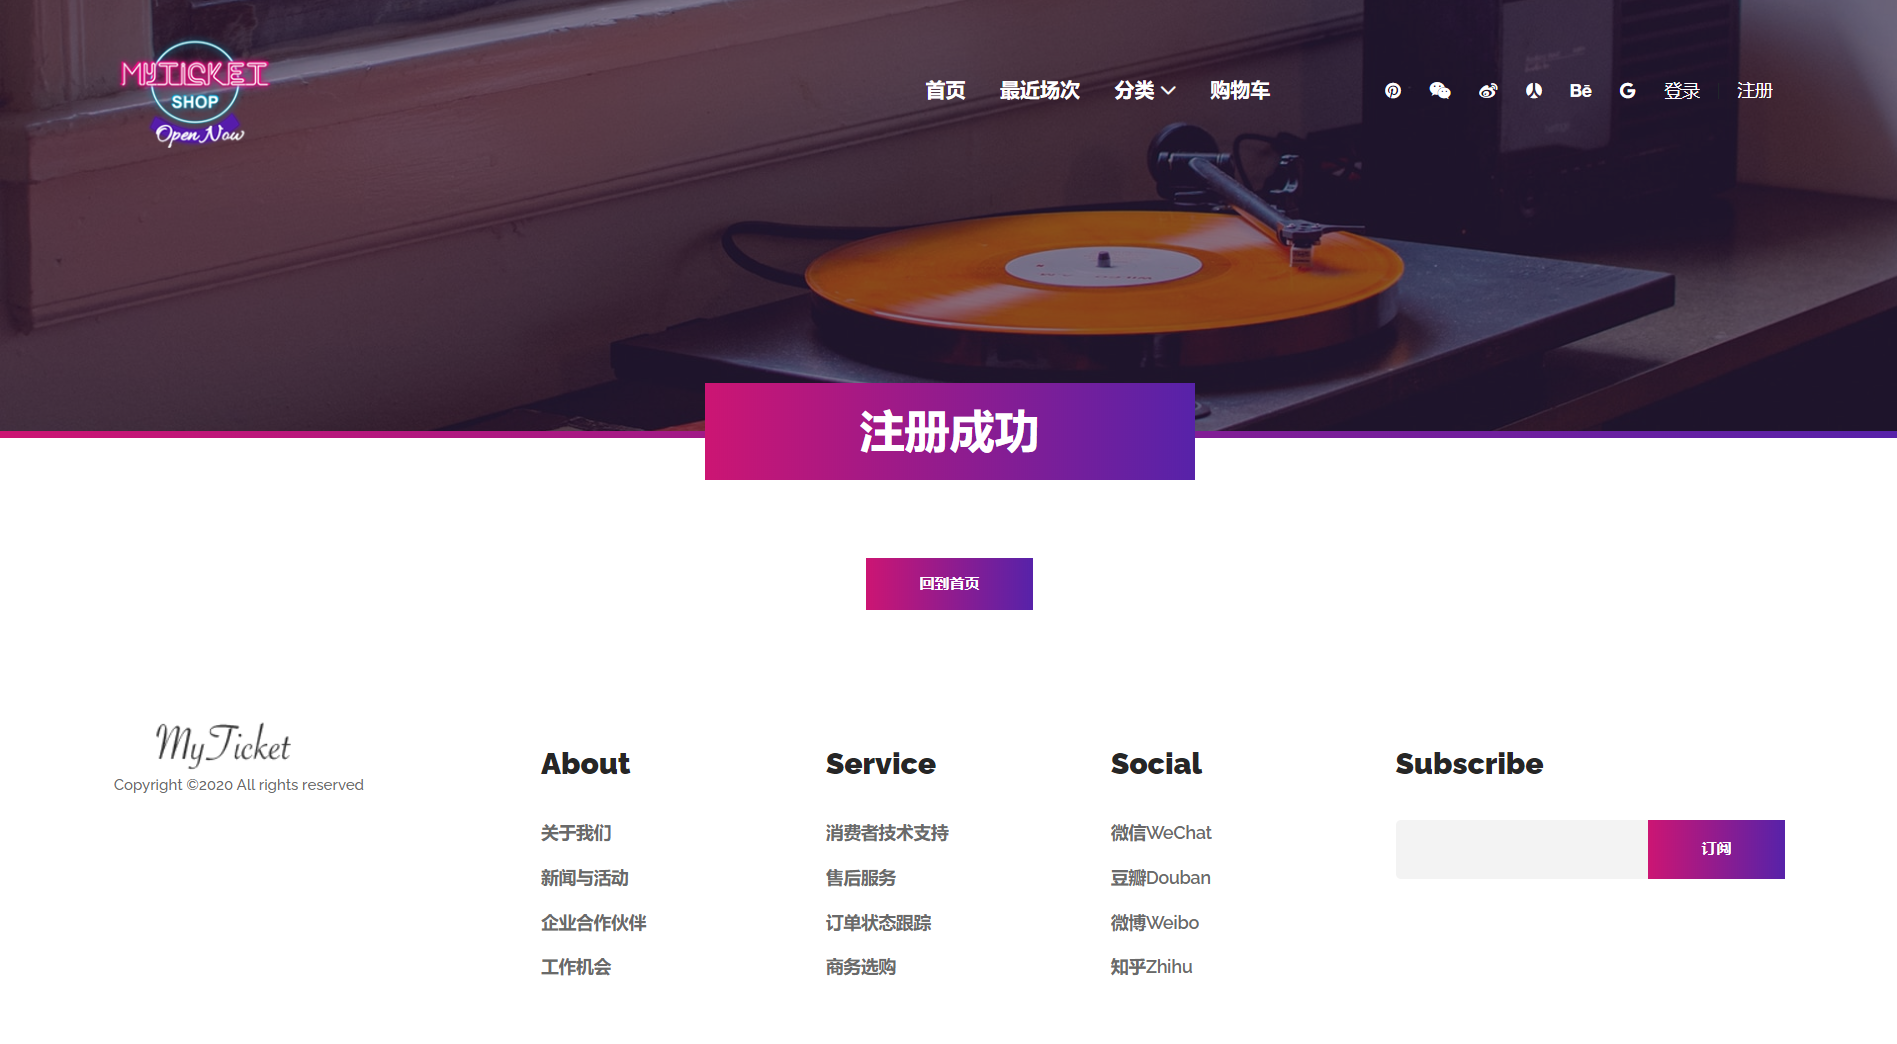 MYTICKET
SHOP
Open Now
首页 最近场次 分类 购物车 Bē G 登录 注册
注册成功
回到首页
MyTicket
Copyright ©2020 All rights reserved
About
关于我们
新闻与活动
企业合作伙伴
工作机会
Service
消费者技术支持
售后服务
订单状态跟踪
商务选购
Social
微信WeChat
豆瓣Douban
微博Weibo
知乎Zhihu
Subscribe
订阅